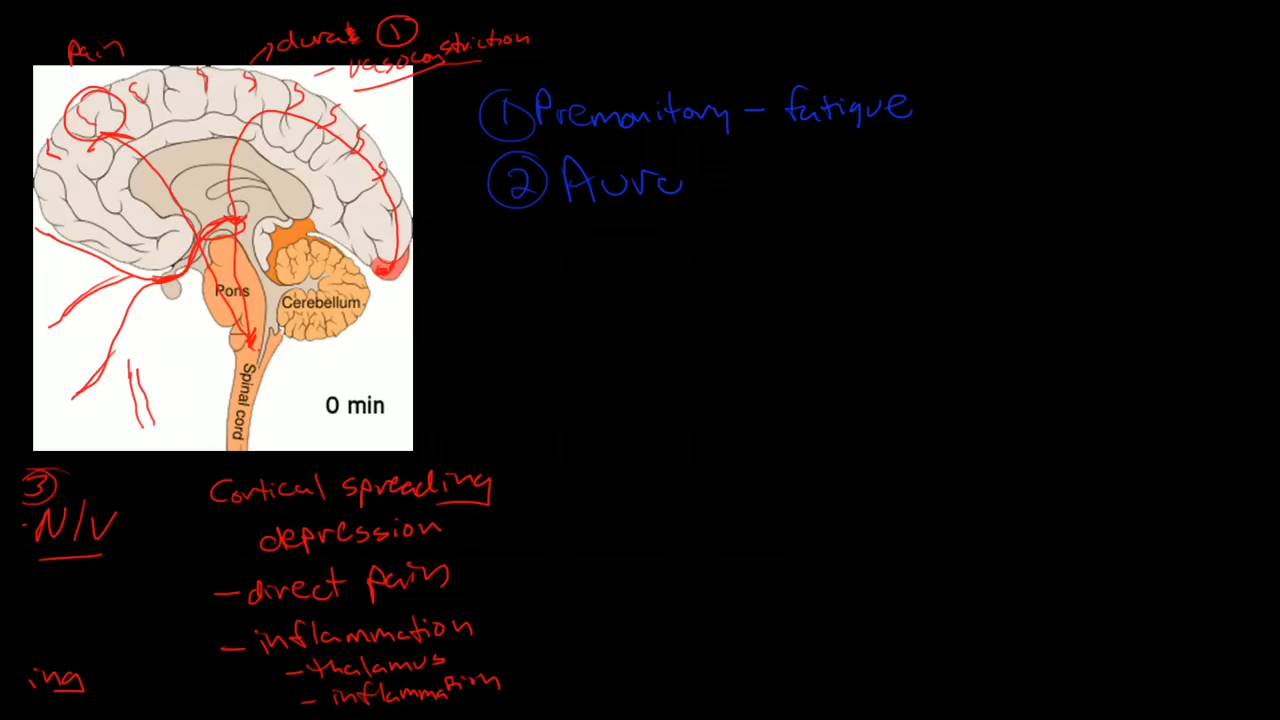 Pain
dura ①
- vasoconstriction
① Premonitory - fatigue
② Aura
Pons
Cerebellum
Spinal cord
0 min
③
N/V
Cortical spreading
depression
- direct pain
- inflammation
- thalamus
- inflammation
ing